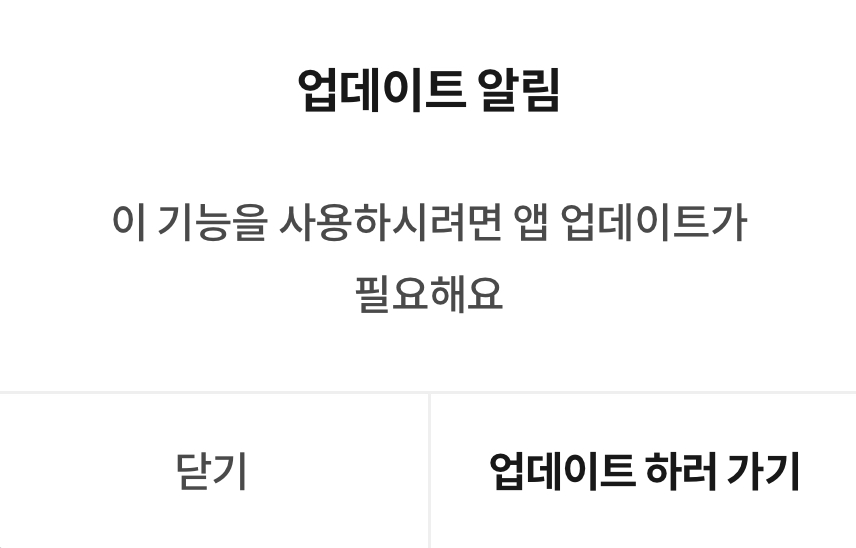 업데이트 알림
이 기능을 사용하시려면 앱 업데이트가
필요해요
닫기
업데이트 하러 가기